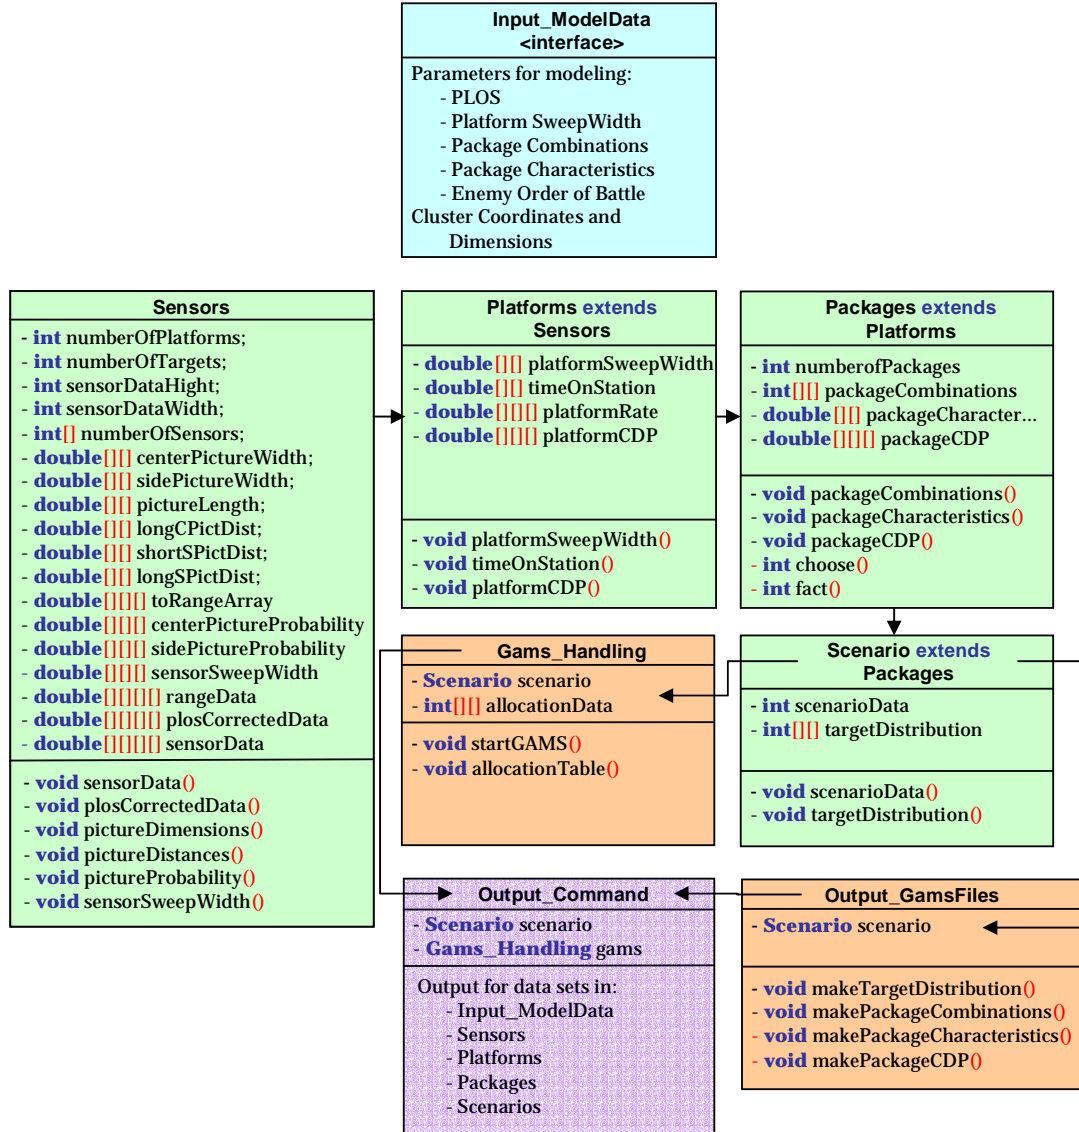 Input_ModelData
<interface>
Parameters for modeling:
- PLOS
- Platform SweepWidth
- Package Combinations
- Package Characteristics
- Enemy Order of Battle
Cluster Coordinates and
Dimensions
Sensors
- int numberOfPlatforms;
- int numberOfTargets;
- int sensorDataHight;
- int sensorDataWidth;
- int[] numberOfSensors;
- double[][] centerPictureWidth;
- double[][] sidePictureWidth;
- double[][] pictureLength;
- double[][] longCPictDist;
- double[][] shortSPictDist;
- double[][] longSPictDist;
- double[][][] toRangeArray
- double[][][] centerPictureProbability
- double[][][] sidePictureProbability
- double[][][] sensorSweepWidth
- double[][][][] rangeData
- double[][][][] plosCorrectedData
- double[][][][] sensorData
- void sensorData()
- void plosCorrectedData()
- void pictureDimensions()
- void pictureDistances()
- void pictureProbability()
- void sensorSweepWidth()
Platforms extends
Sensors
- double[][] platformSweepWidth
- double[][] timeOnStation
- double[][][] platformRate
- double[][][] platformCDP
- void platformSweepWidth()
- void timeOnStation()
- void platformCDP()
Packages extends
Platforms
- int numberofPackages
- int[][] packageCombinations
- double[][] packageCharacter...
- double[][][] packageCDP
- void packageCombinations()
- void packageCharacteristics()
- void packageCDP()
- int choose()
- int fact()
Gams_Handling
- Scenario scenario
- int[][] allocationData
- void startGAMS()
- void allocationTable()
Scenario extends
Packages
- int scenarioData
- int[][] targetDistribution
- void scenarioData()
- void targetDistribution()
Output_Command
- Scenario scenario
- Gams_Handling gams
Output for data sets in:
- Input_ModelData
- Sensors
- Platforms
- Packages
- Scenarios
Output_GamsFiles
- Scenario scenario
- void makeTargetDistribution()
- void makePackageCombinations()
- void makePackageCharacteristics()
- void makePackageCDP()